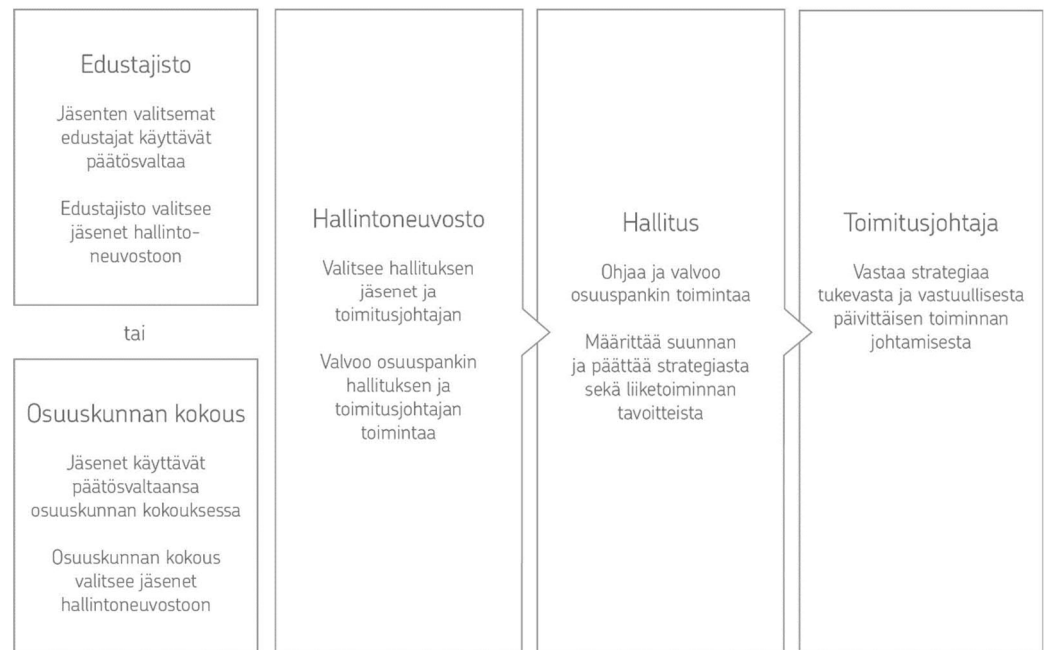 Edustajisto
Jäsenten valitsemat
edustajat käyttävät
päätösvaltaa
Edustajisto valitsee
jäsenet hallinto-
neuvostoon
tai
Osuuskunnan kokous
Jäsenet käyttävät
päätösvaltaansa
osuuskunnan kokouksessa
Osuuskunnan kokous
valitsee jäsenet
hallintoneuvostoon
Hallintoneuvosto
Valitsee hallituksen
jäsenet ja
toimitusjohtajan
Valvoo osuuspankin
hallituksen ja
toimitusjohtajan
toimintaa
Hallitus
Ohjaa ja valvoo
osuuspankin toimintaa
Määrittää suunnan
ja päättää strategiasta
sekä liiketoiminnan
tavoitteista
Toimitusjohtaja
Vastaa strategiaa
tukevasta ja vastuullisesta
päivittäisen toiminnan
johtamisesta